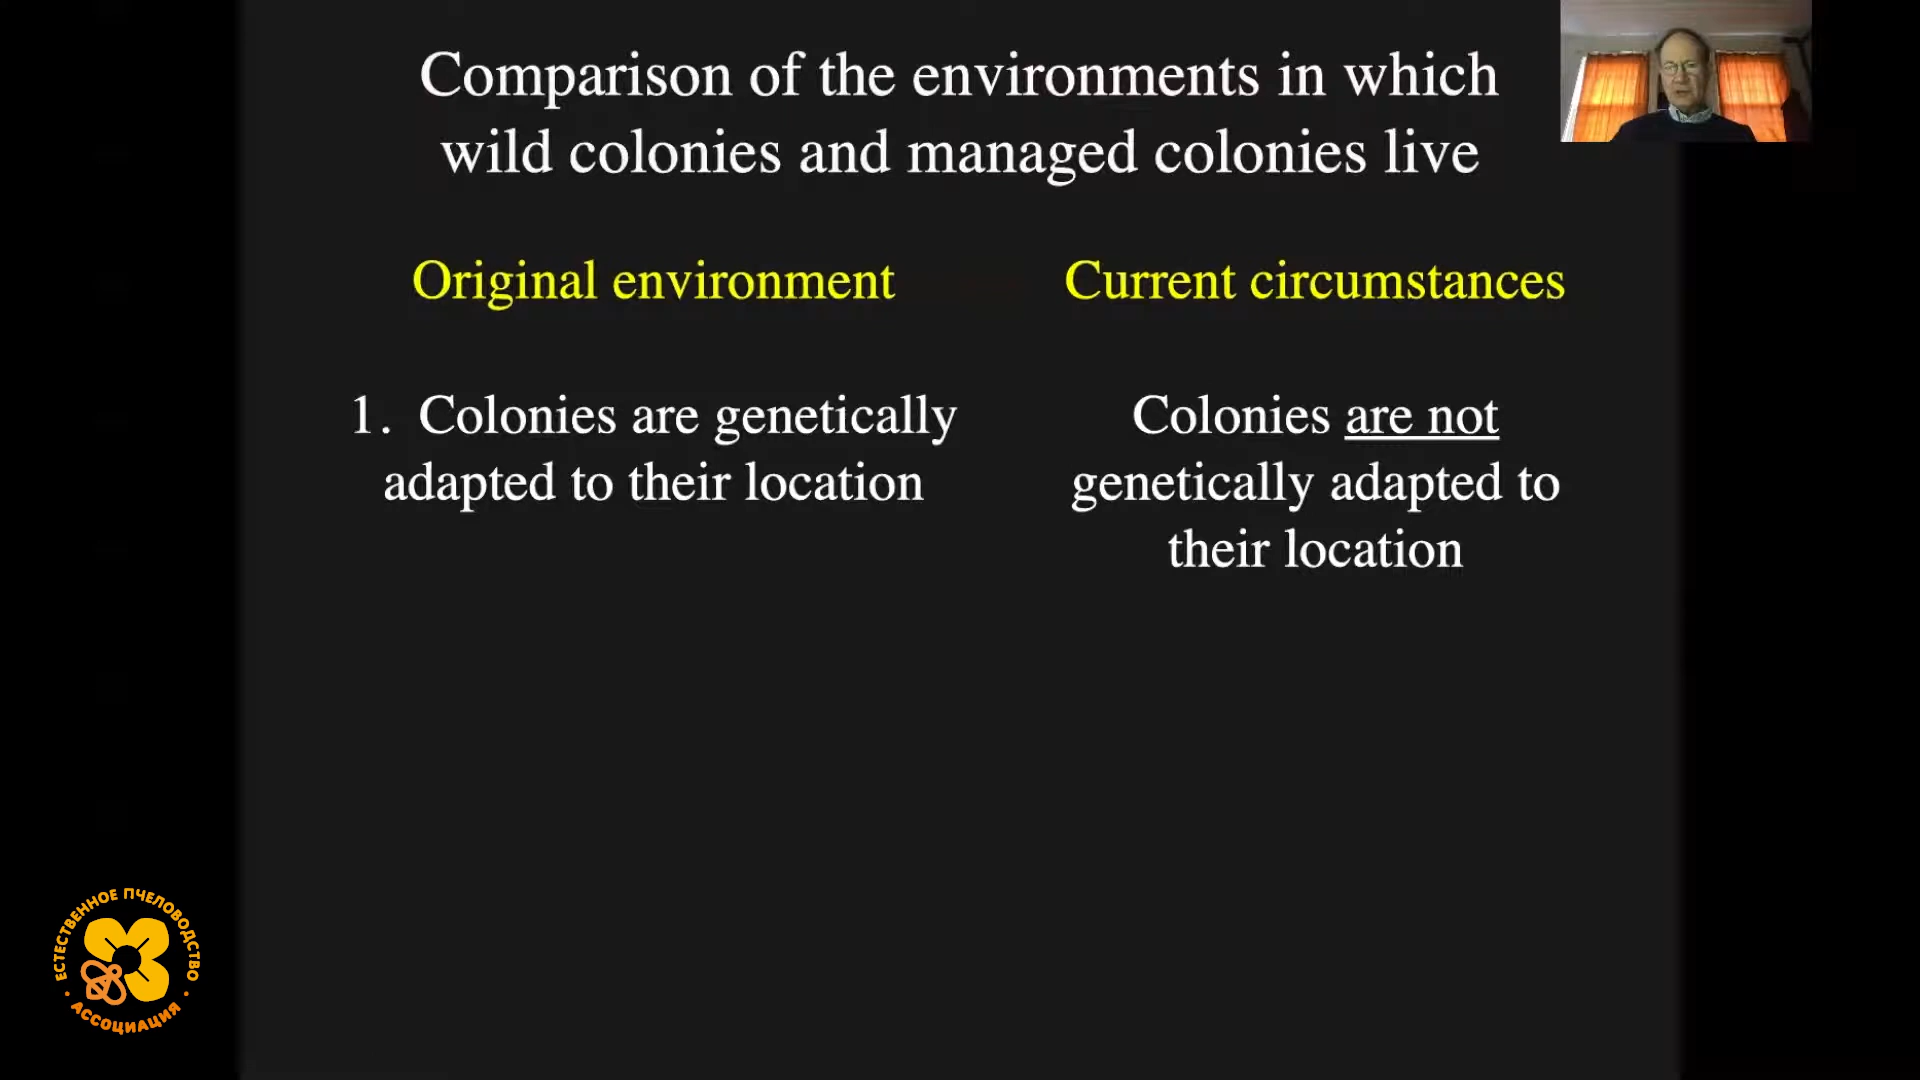 Comparison of the environments in which
wild colonies and managed colonies live
Original environment
Current circumstances
1. Colonies are genetically
adapted to their location
Colonies are not
genetically adapted to
their location
ЕСТЕСТВЕННОЕ ПЧЕЛОВОДСТВО
· АССОЦИАЦИЯ ·